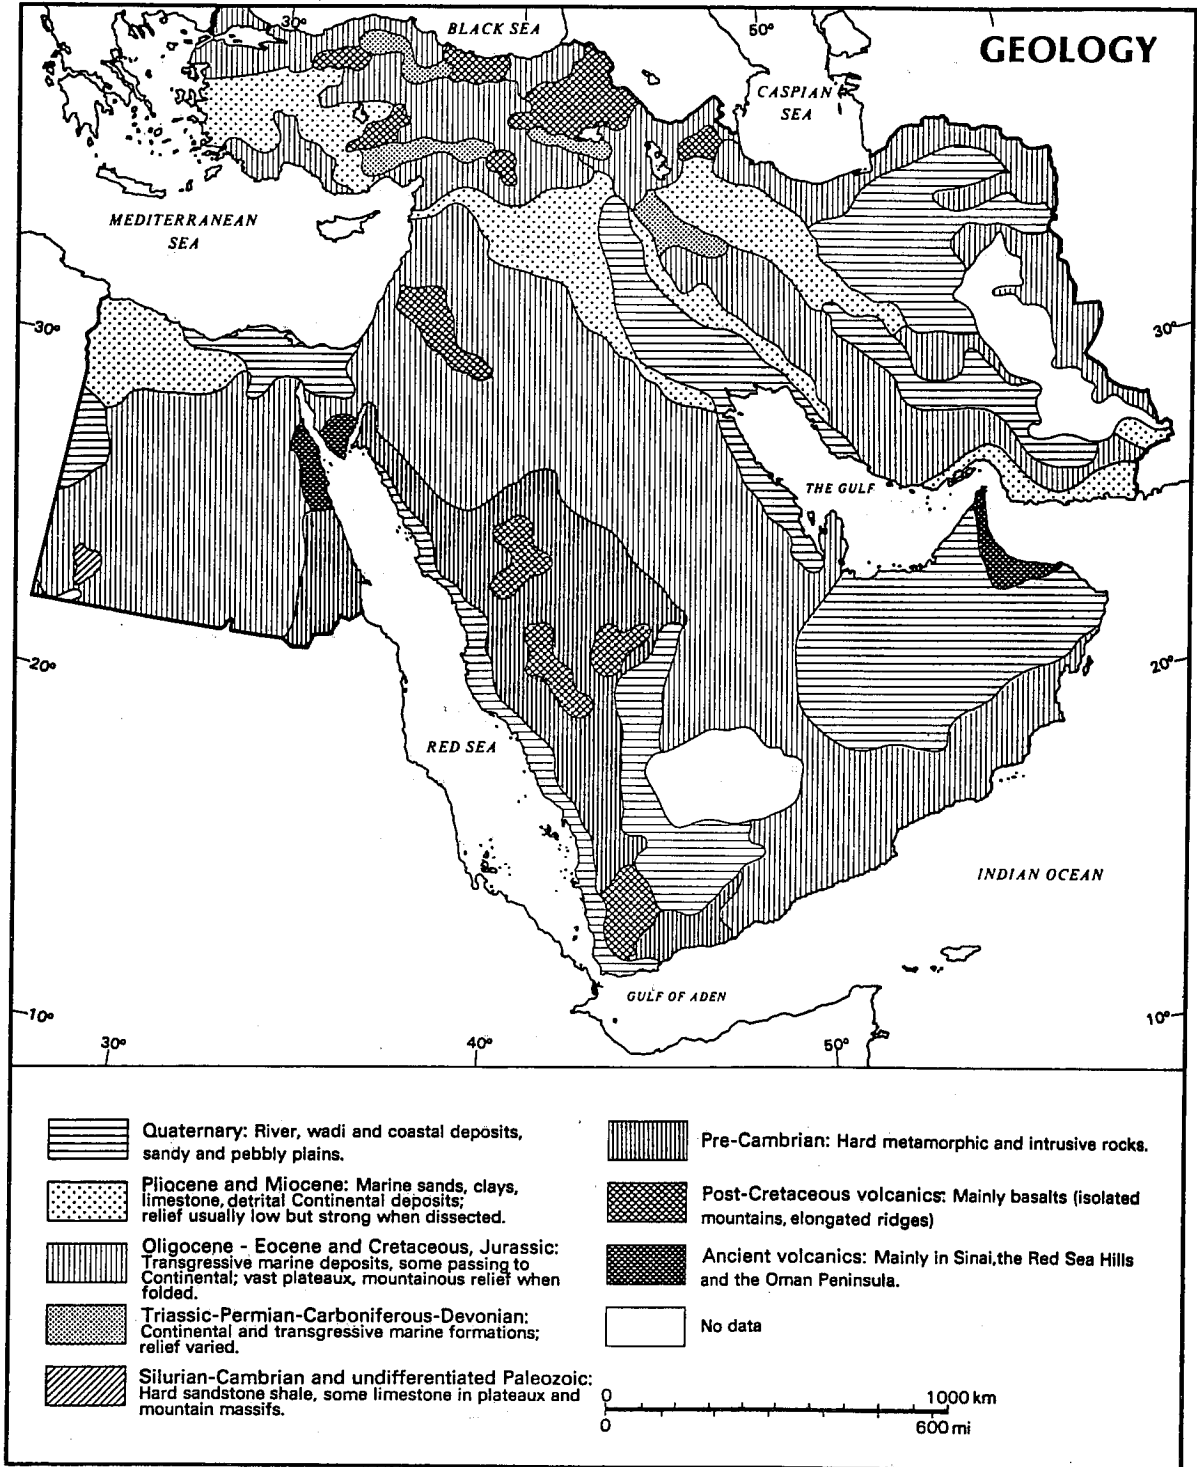 30°
BLACK SEA
50°
GEOLOGY
CASPIAN
SEA
MEDITERRANEAN
SEA
30°
30°
THE GULF
20°
20°
RED SEA
INDIAN OCEAN
GULF OF ADEN
10°
10°
30°
40°
50°
Quaternary: River, wadi and coastal deposits,
sandy and pebbly plains.
Pliocene and Miocene: Marine sands, clays,
limestone, detrital Continental deposits;
relief usually low but strong when dissected.
Oligocene - Eocene and Cretaceous, Jurassic:
Transgressive marine deposits, some passing to
Continental; vast plateaux, mountainous relief when
folded.
Triassic-Permian-Carboniferous-Devonian:
Continental and transgressive marine formations;
relief varied.
Silurian-Cambrian and undifferentiated Paleozoic:
Hard sandstone shale, some limestone in plateaux and
mountain massifs.
Pre-Cambrian: Hard metamorphic and intrusive rocks.
Post-Cretaceous volcanics: Mainly basalts (isolated
mountains, elongated ridges)
Ancient volcanics: Mainly in Sinai, the Red Sea Hills
and the Oman Peninsula.
No data
0 1000 km
0 600 mi